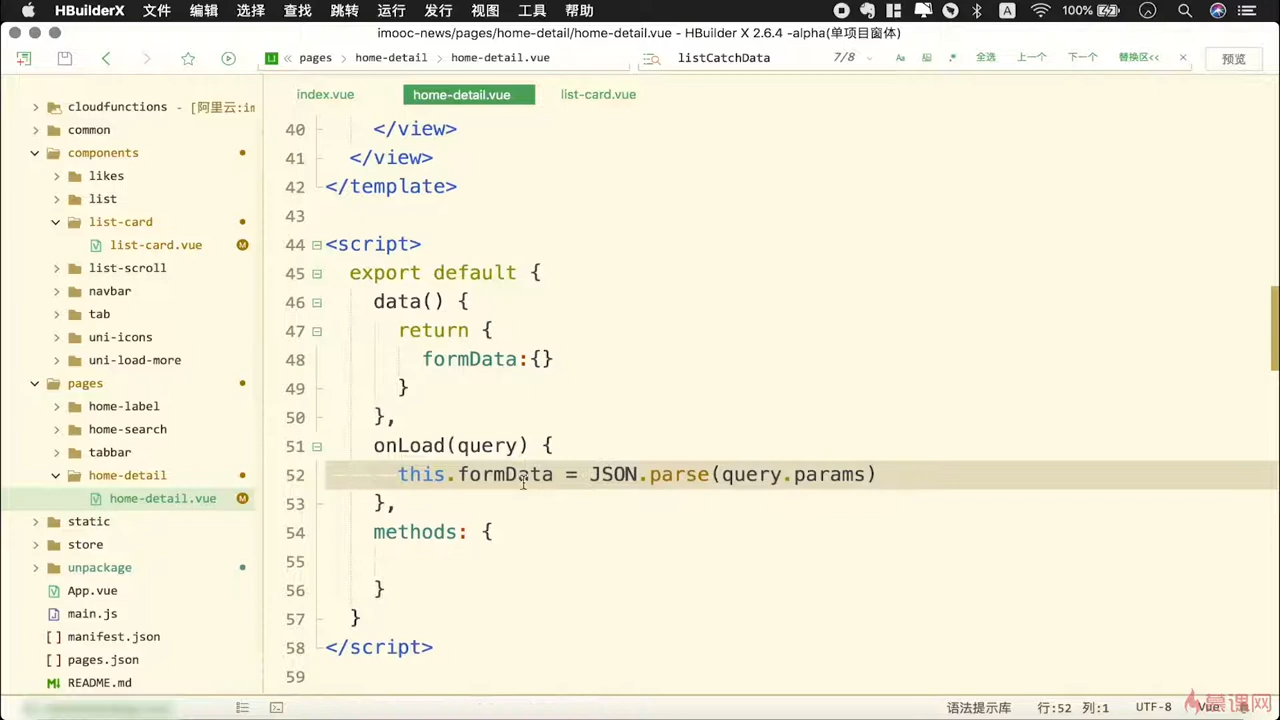 HBuilderX 文件 编辑 选择 查找 跳转 运行 发行 视图 工具 帮助 A 100%
imooc-news/pages/home-detail/home-detail.vue - HBuilder X 2.6.4 -alpha(单项目窗体)
pages home-detail home-detail.vue listCatchData 7/8 Aa .* 全选 上一个 下一个 替换区<< 预览
index.vue home-detail.vue list-card.vue
cloudfunctions - [阿里云:im
common
components
likes
list
list-card
list-card.vue M
list-scroll
navbar
tab
uni-icons
uni-load-more
pages
home-label
home-search
tabbar
home-detail
home-detail.vue M
static
store
unpackage
App.vue
main.js
manifest.json
pages.json
README.md
40 </view>
41 </view>
42 </template>
43
44 <script>
45 export default {
46 data() {
47 return {
48 formData:{}
49 }
50 },
51 onLoad(query) {
52 this.formData = JSON.parse(query.params)
53 },
54 methods: {
55
56 }
57 }
58 </script>
59
语法提示库 行:52 列:1 UTF-8 Vue
慕课网